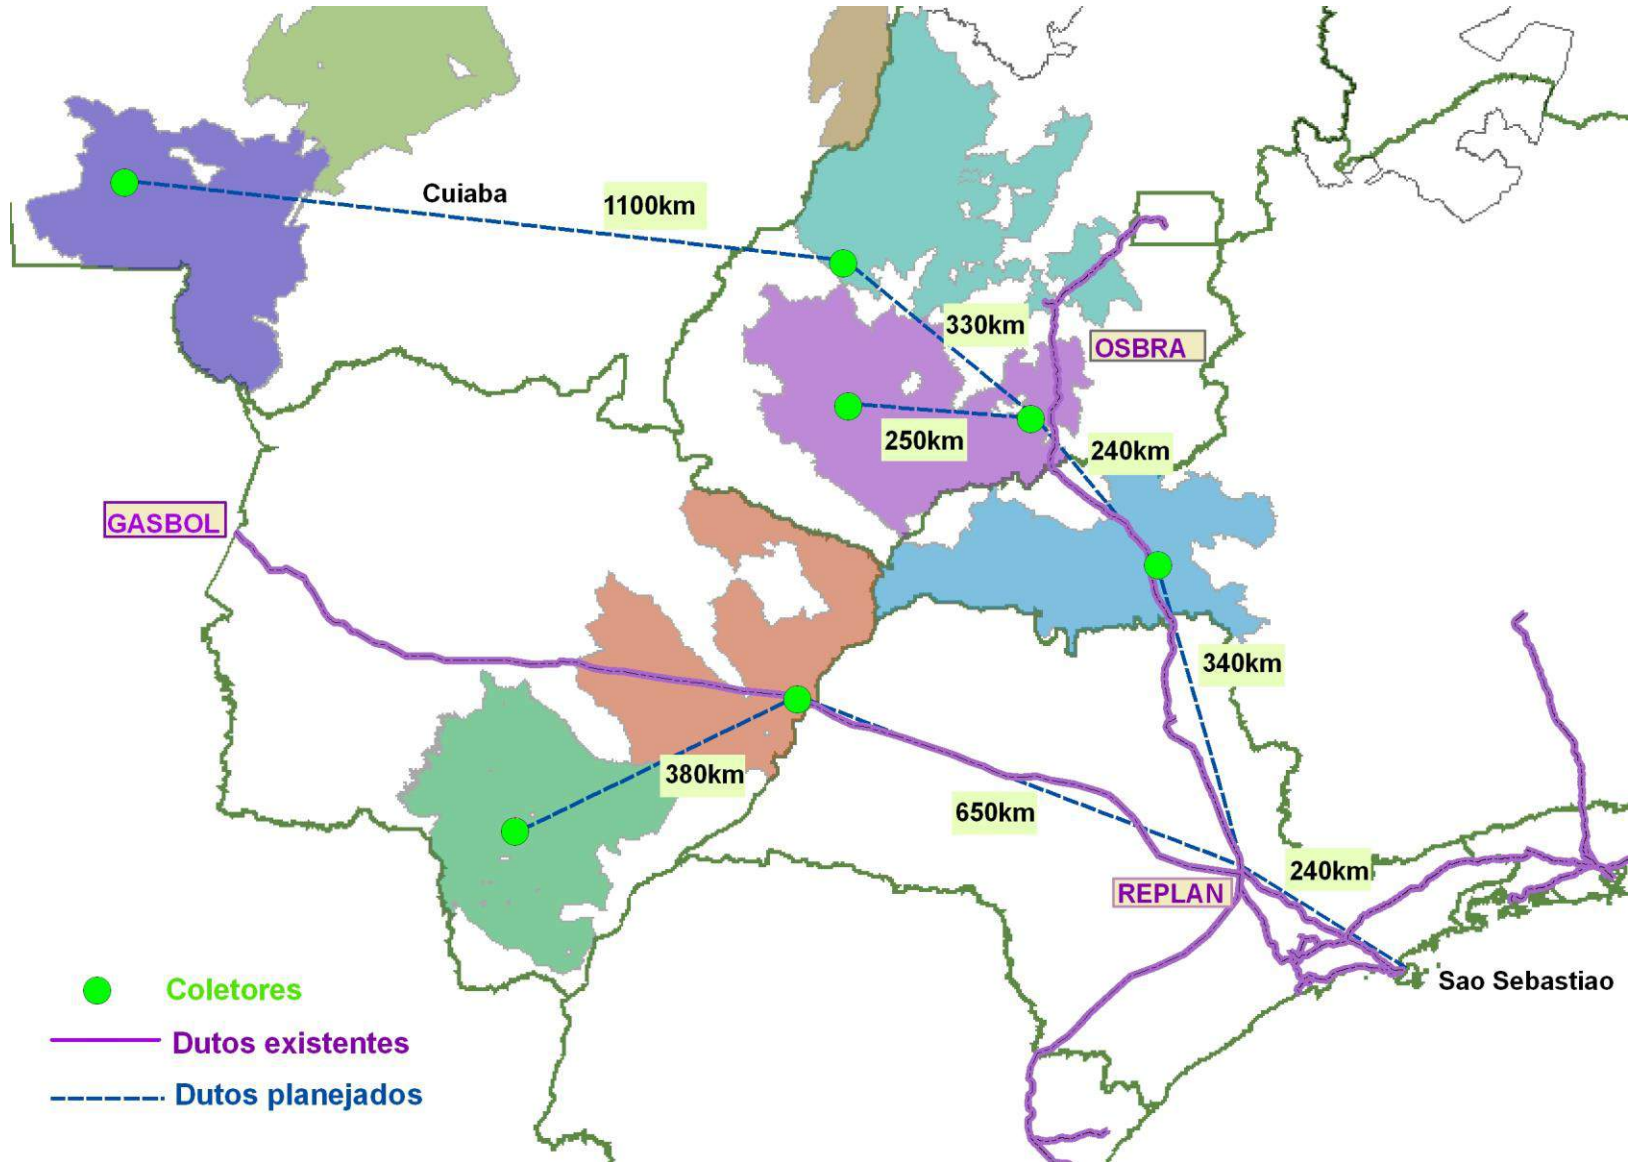 Cuiaba
1100km
330km
OSBRA
250km
240km
GASBOL
340km
380km
650km
240km
REPLAN
Sao Sebastiao
Coletores
Dutos existentes
Dutos planejados